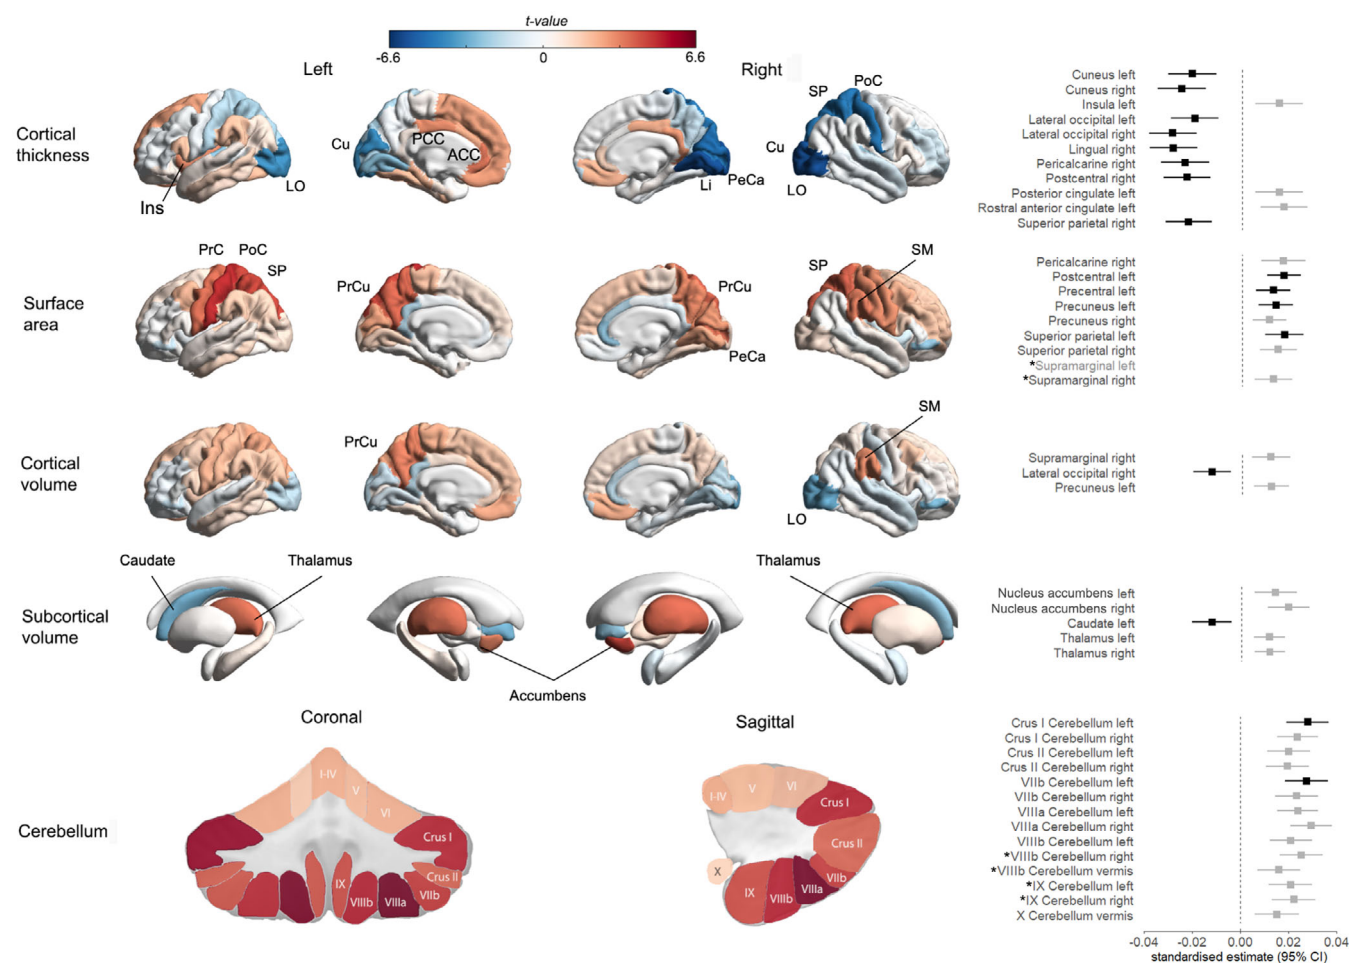 t-value
-6.6
0
6.6
Left
Right
Cortical
thickness
Cu
PCC
ACC
LO
Ins
Li
PeCa
SP
PoC
Cu
LO
Cuneus left
Cuneus right
Insula left
Lateral occipital left
Lateral occipital right
Lingual right
Pericalcarine right
Postcentral right
Posterior cingulate left
Rostral anterior cingulate left
Superior parietal right
Surface
area
PrC
PoC
SP
PrCu
PrCu
PeCa
SP
SM
Pericalcarine right
Postcentral left
Precentral left
Precuneus left
Precuneus right
Superior parietal left
Superior parietal right
*Supramarginal left
*Supramarginal right
Cortical
volume
PrCu
SM
LO
Supramarginal right
Lateral occipital right
Precuneus left
Subcortical
volume
Caudate
Thalamus
Thalamus
Accumbens
Nucleus accumbens left
Nucleus accumbens right
Caudate left
Thalamus left
Thalamus right
Cerebellum
Coronal
I-IV
V
VI
Crus I
Crus II
VIIb
VIIIa
VIIIb
IX
Sagittal
I-IV
V
VI
Crus I
Crus II
VIIb
VIIIa
VIIIb
IX
X
Crus I Cerebellum left
Crus I Cerebellum right
Crus II Cerebellum left
Crus II Cerebellum right
VIIb Cerebellum left
VIIb Cerebellum right
VIIIa Cerebellum left
VIIIa Cerebellum right
VIIIb Cerebellum left
*VIIIb Cerebellum right
*VIIIb Cerebellum vermis
*IX Cerebellum left
*IX Cerebellum right
X Cerebellum vermis
-0.04
-0.02
0.00
0.02
0.04
standardised estimate (95% CI)